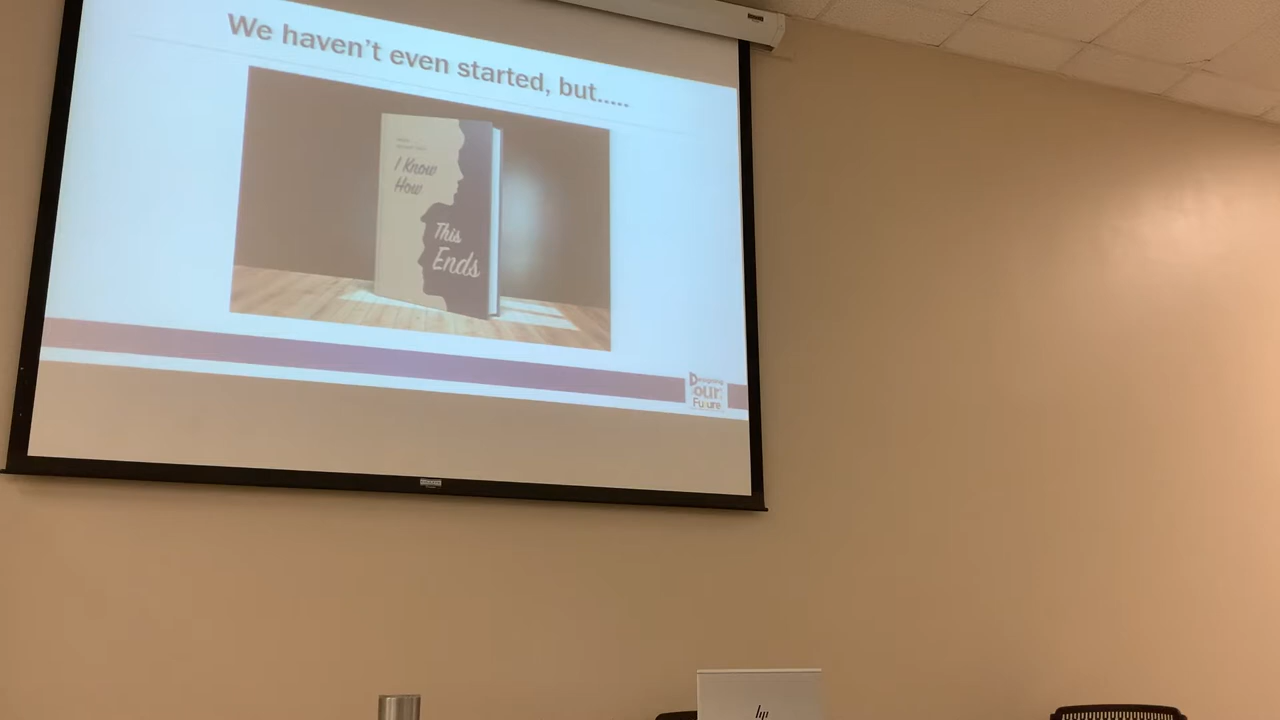 We haven't even started, but.....
I Know
How
This
Ends
Designing
our
Future
hp